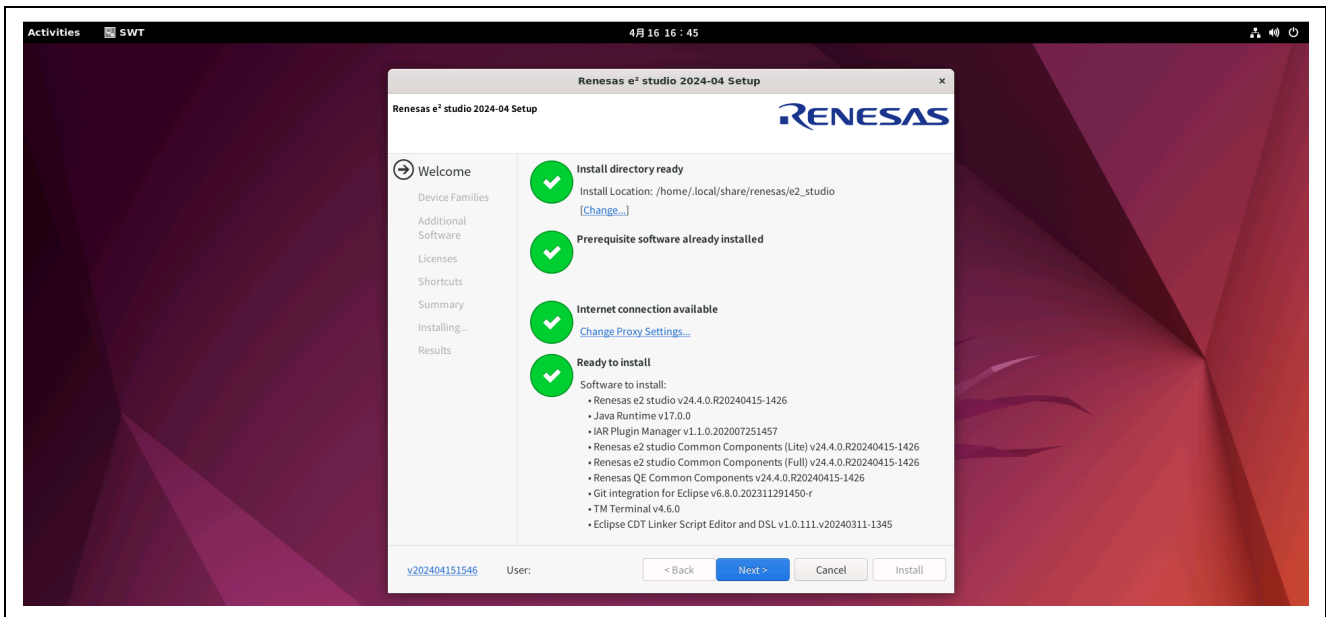 Activities SWT 4月 16 16：45
Renesas e² studio 2024-04 Setup ×
Renesas e² studio 2024-04 Setup
RENESAS
Welcome
Device Families
Additional
Software
Licenses
Shortcuts
Summary
Installing...
Results
Install directory ready
Install Location: /home/.local/share/renesas/e2_studio
[Change...]
Prerequisite software already installed
Internet connection available
Change Proxy Settings...
Ready to install
Software to install:
• Renesas e2 studio v24.4.0.R20240415-1426
• Java Runtime v17.0.0
• IAR Plugin Manager v1.1.0.202007251457
• Renesas e2 studio Common Components (Lite) v24.4.0.R20240415-1426
• Renesas e2 studio Common Components (Full) v24.4.0.R20240415-1426
• Renesas QE Common Components v24.4.0.R20240415-1426
• Git integration for Eclipse v6.8.0.202311291450-r
• TM Terminal v4.6.0
• Eclipse CDT Linker Script Editor and DSL v1.0.111.v20240311-1345
v202404151546 User: < Back Next > Cancel Install